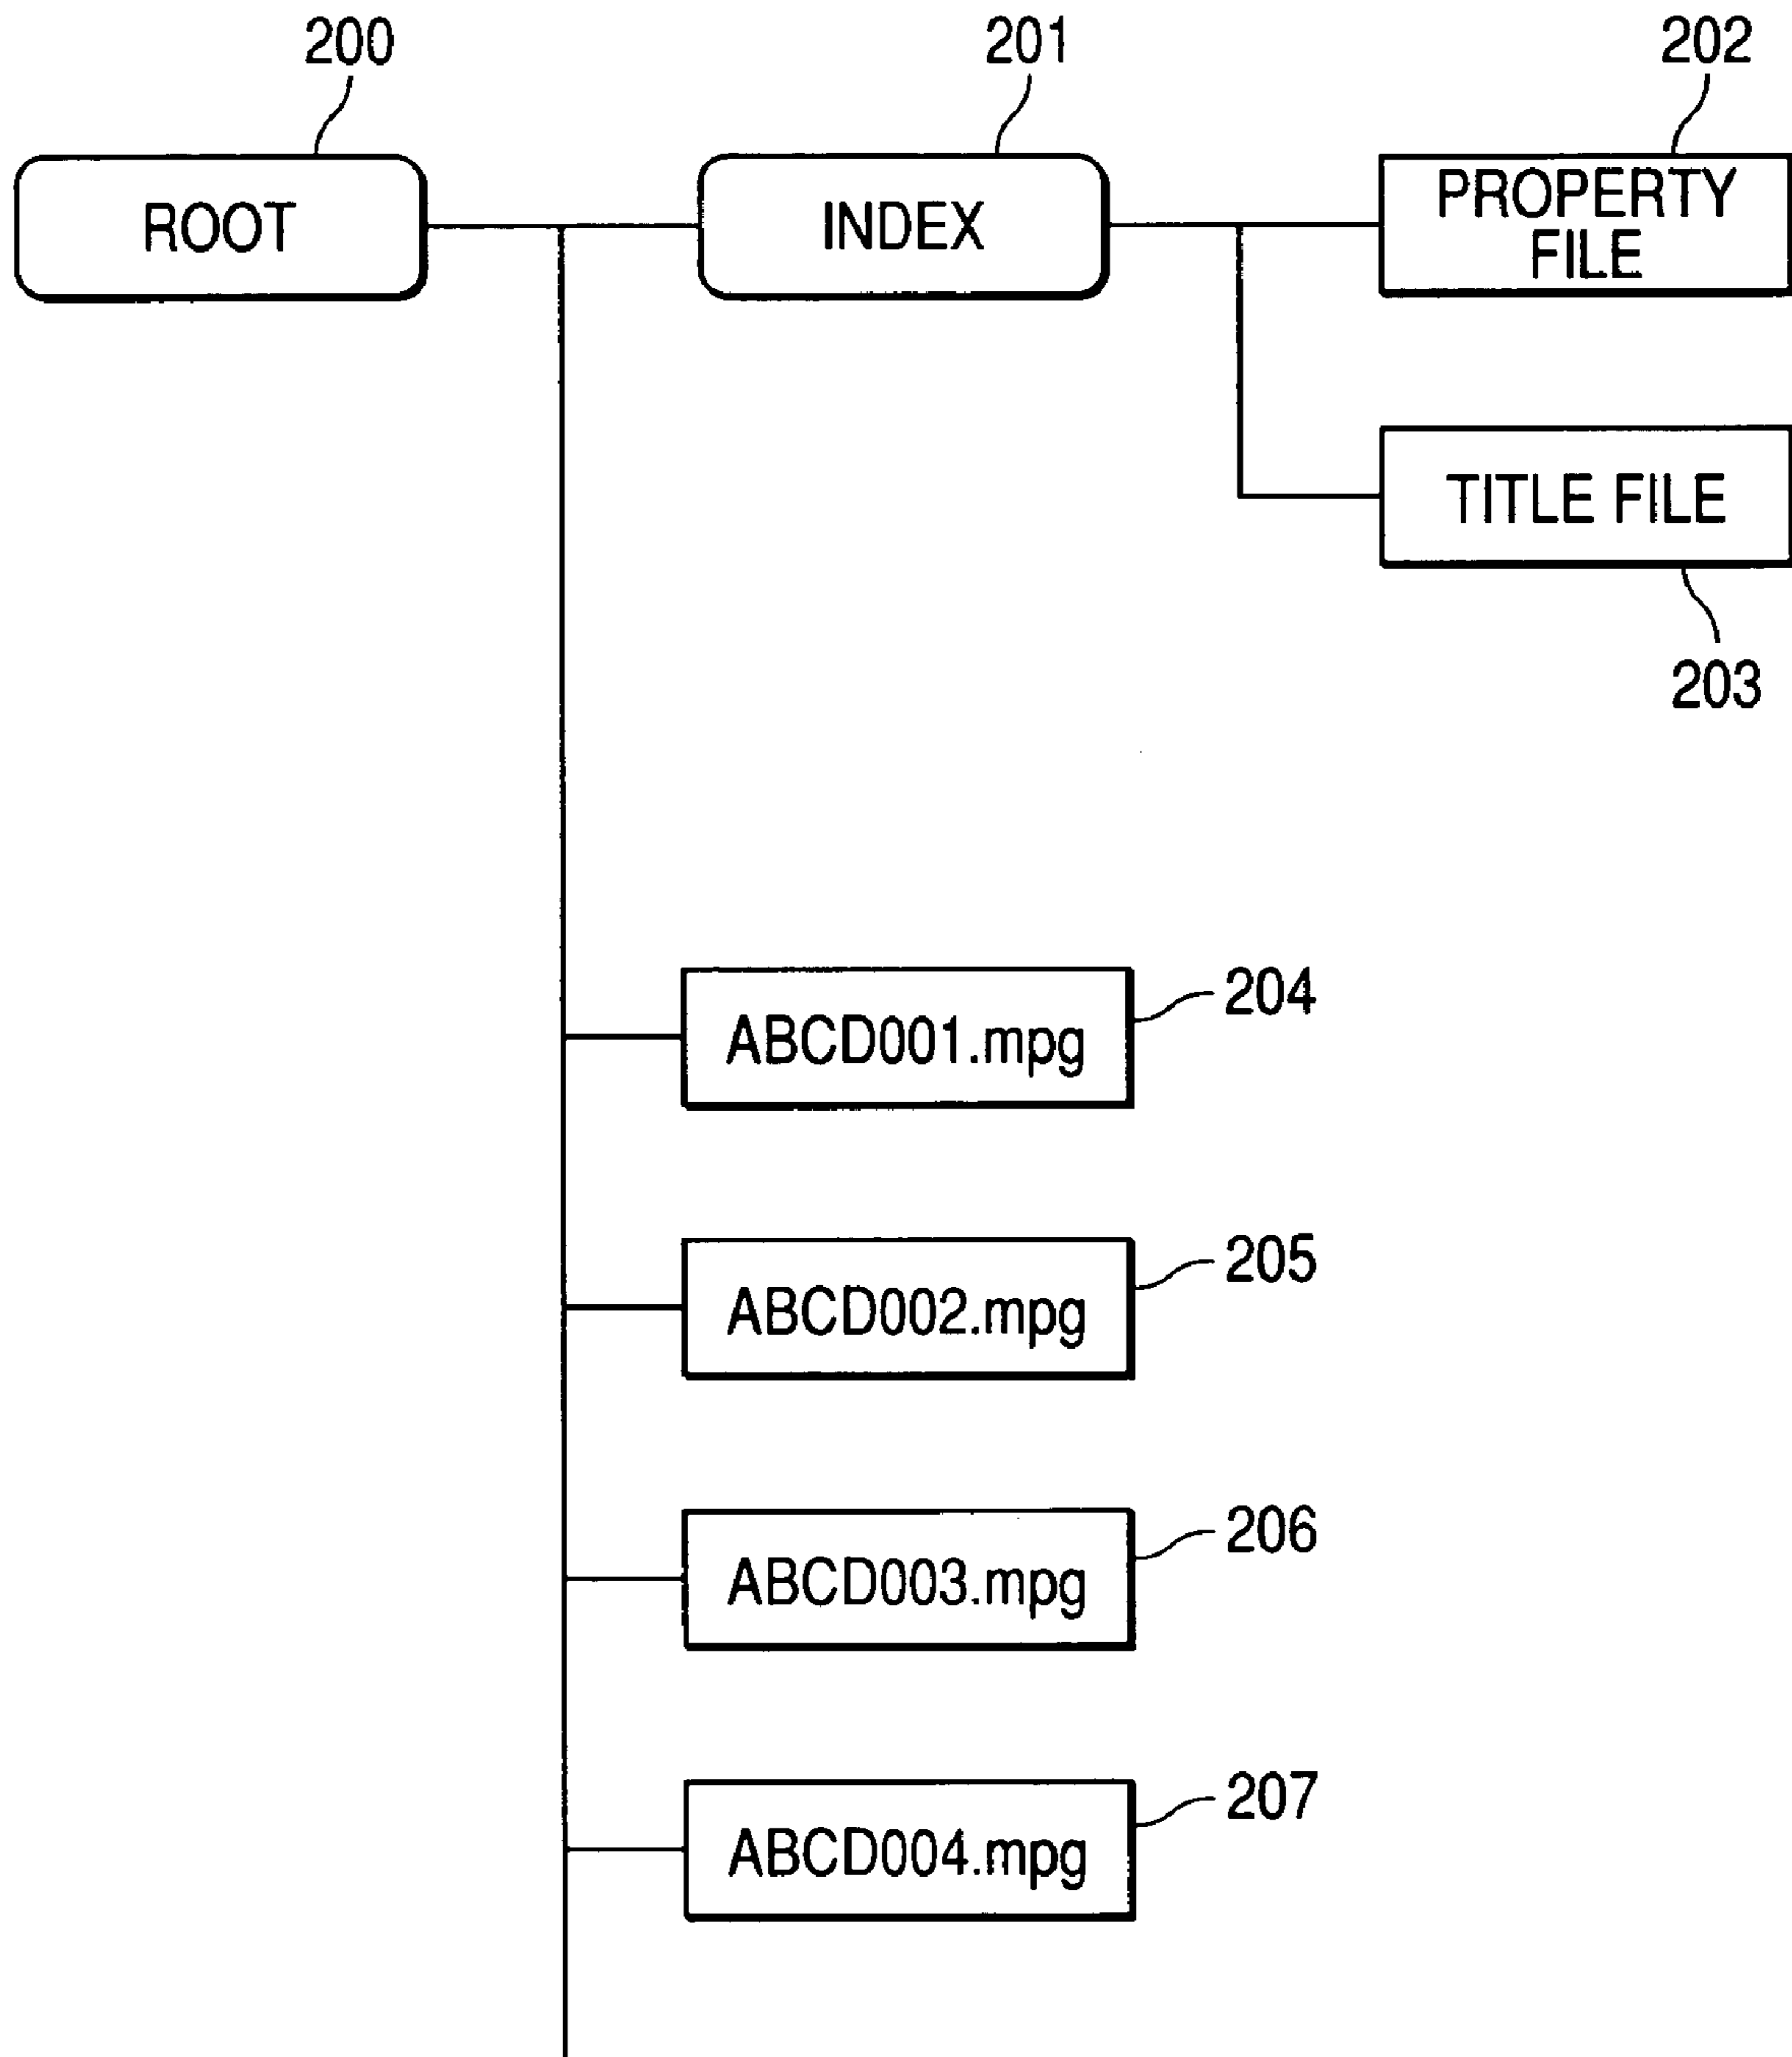 200
201
202
ROOT
INDEX
PROPERTY
FILE
TITLE FILE
203
ABCD001.mpg
204
ABCD002.mpg
205
ABCD003.mpg
206
ABCD004.mpg
207